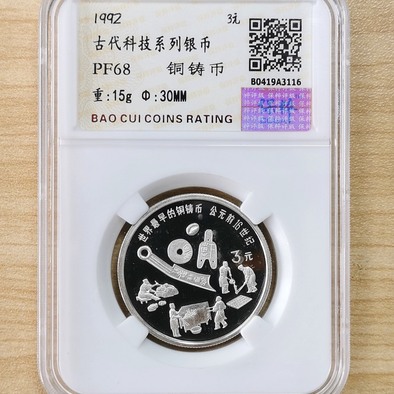 1992 3元
古代科技系列银币
PF68 铜铸币
重:15g Φ:30MM
BAO CUI COINS RATING
B0419A3116
世界最早的铜铸币 公元前16世纪
3元